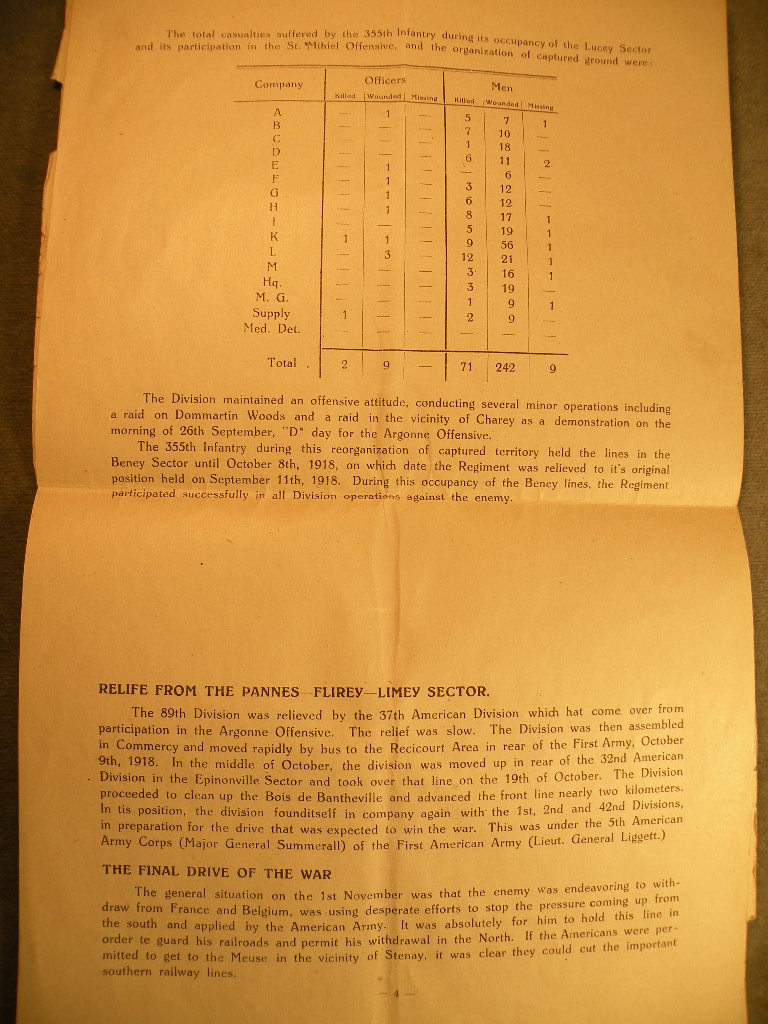 The total casualties suffered by the 355th Infantry during its occupancy of the Lucey Sector
and its participation in the St. Mihiel Offensive, and the organization of captured ground were:
Company Officers Men
Killed Wounded Missing Killed Wounded Missing
A — 1 — 5 7 1
B — — — 7 10 —
C — — — 1 18 —
D — — — 6 11 2
E — 1 — — 6 —
F — 1 — 3 12 —
G — 1 — 6 12 —
H — 1 — 8 17 1
I — — — 5 19 1
K 1 1 — 9 56 1
L — 3 — 12 21 1
M — — — 3 16 1
Hq. — — — 3 19 —
M. G. — — — 1 9 1
Supply 1 — — 2 9 —
Med. Det. — — — — — —
Total . 2 9 — 71 242 9
The Division maintained an offensive attitude, conducting several minor operations including
a raid on Dommartin Woods and a raid in the vicinity of Charey as a demonstration on the
morning of 26th September, "D" day for the Argonne Offensive.
The 355th Infantry during this reorganization of captured territory held the lines in the
Beney Sector until October 8th, 1918, on which date the Regiment was relieved to it's original
position held on September 11th, 1918. During this occupancy of the Beney lines, the Regiment
participated successfully in all Division operations against the enemy.
RELIFE FROM THE PANNES—FLIREY—LIMEY SECTOR.
The 89th Division was relieved by the 37th American Division which hat come over from
participation in the Argonne Offensive. The relief was slow. The Division was then assembled
in Commercy and moved rapidly by bus to the Recicourt Area in rear of the First Army, October
9th, 1918. In the middle of October, the division was moved up in rear of the 32nd American
Division in the Epinonville Sector and took over that line on the 19th of October. The Division
proceeded to clean up the Bois de Bantheville and advanced the front line nearly two kilometers.
In tis position, the division founditself in company again with the 1st, 2nd and 42nd Divisions,
in preparation for the drive that was expected to win the war. This was under the 5th American
Army Corps (Major General Summerall) of the First American Army (Lieut. General Liggett.)
THE FINAL DRIVE OF THE WAR
The general situation on the 1st November was that the enemy was endeavoring to with-
draw from France and Belgium, was using desperate efforts to stop the pressure coming up from
the south and applied by the American Army. It was absolutely for him to hold this line in
order te guard his railroads and permit his withdrawal in the North. If the Americans were per-
mitted to get to the Meuse in the vicinity of Stenay, it was clear they could cut the important
southern railway lines.
— 4 —